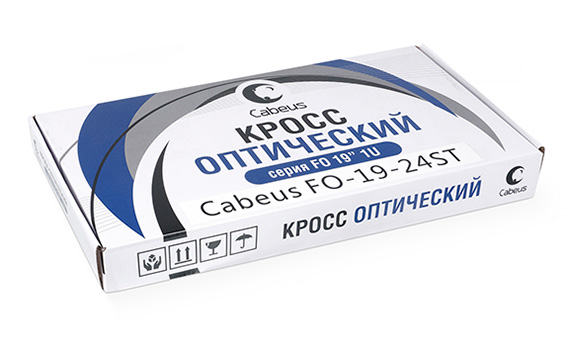 Cabeus
КРОСС
ОПТИЧЕСКИЙ
серия FO 19" 1U
Cabeus FO-19-24ST
КРОСС ОПТИЧЕСКИЙ
Cabeus